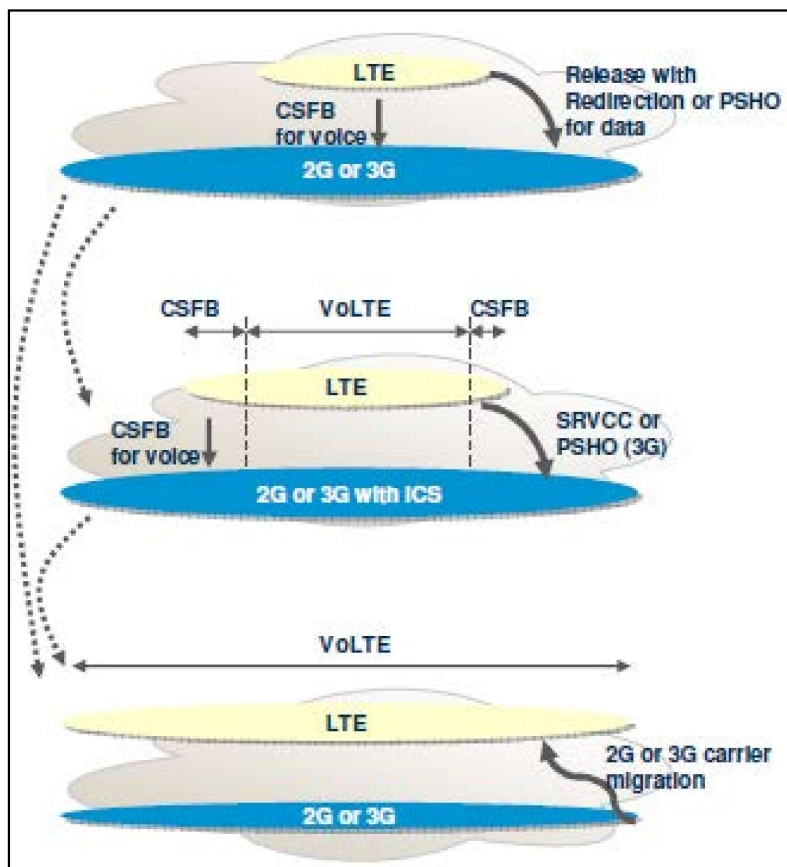 LTE
Release with
Redirection or PSHO
for data
CSFB
for voice
2G or 3G
CSFB
VoLTE
CSFB
LTE
CSFB
for voice
SRVCC or
PSHO (3G)
2G or 3G with ICS
VoLTE
LTE
2G or 3G carrier
migration
2G or 3G